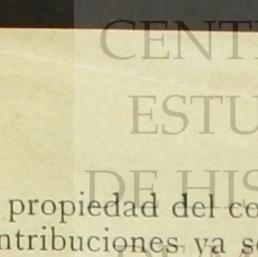 CENT
ESTU
DE HIS
propiedad del co
ntribuciones ya s